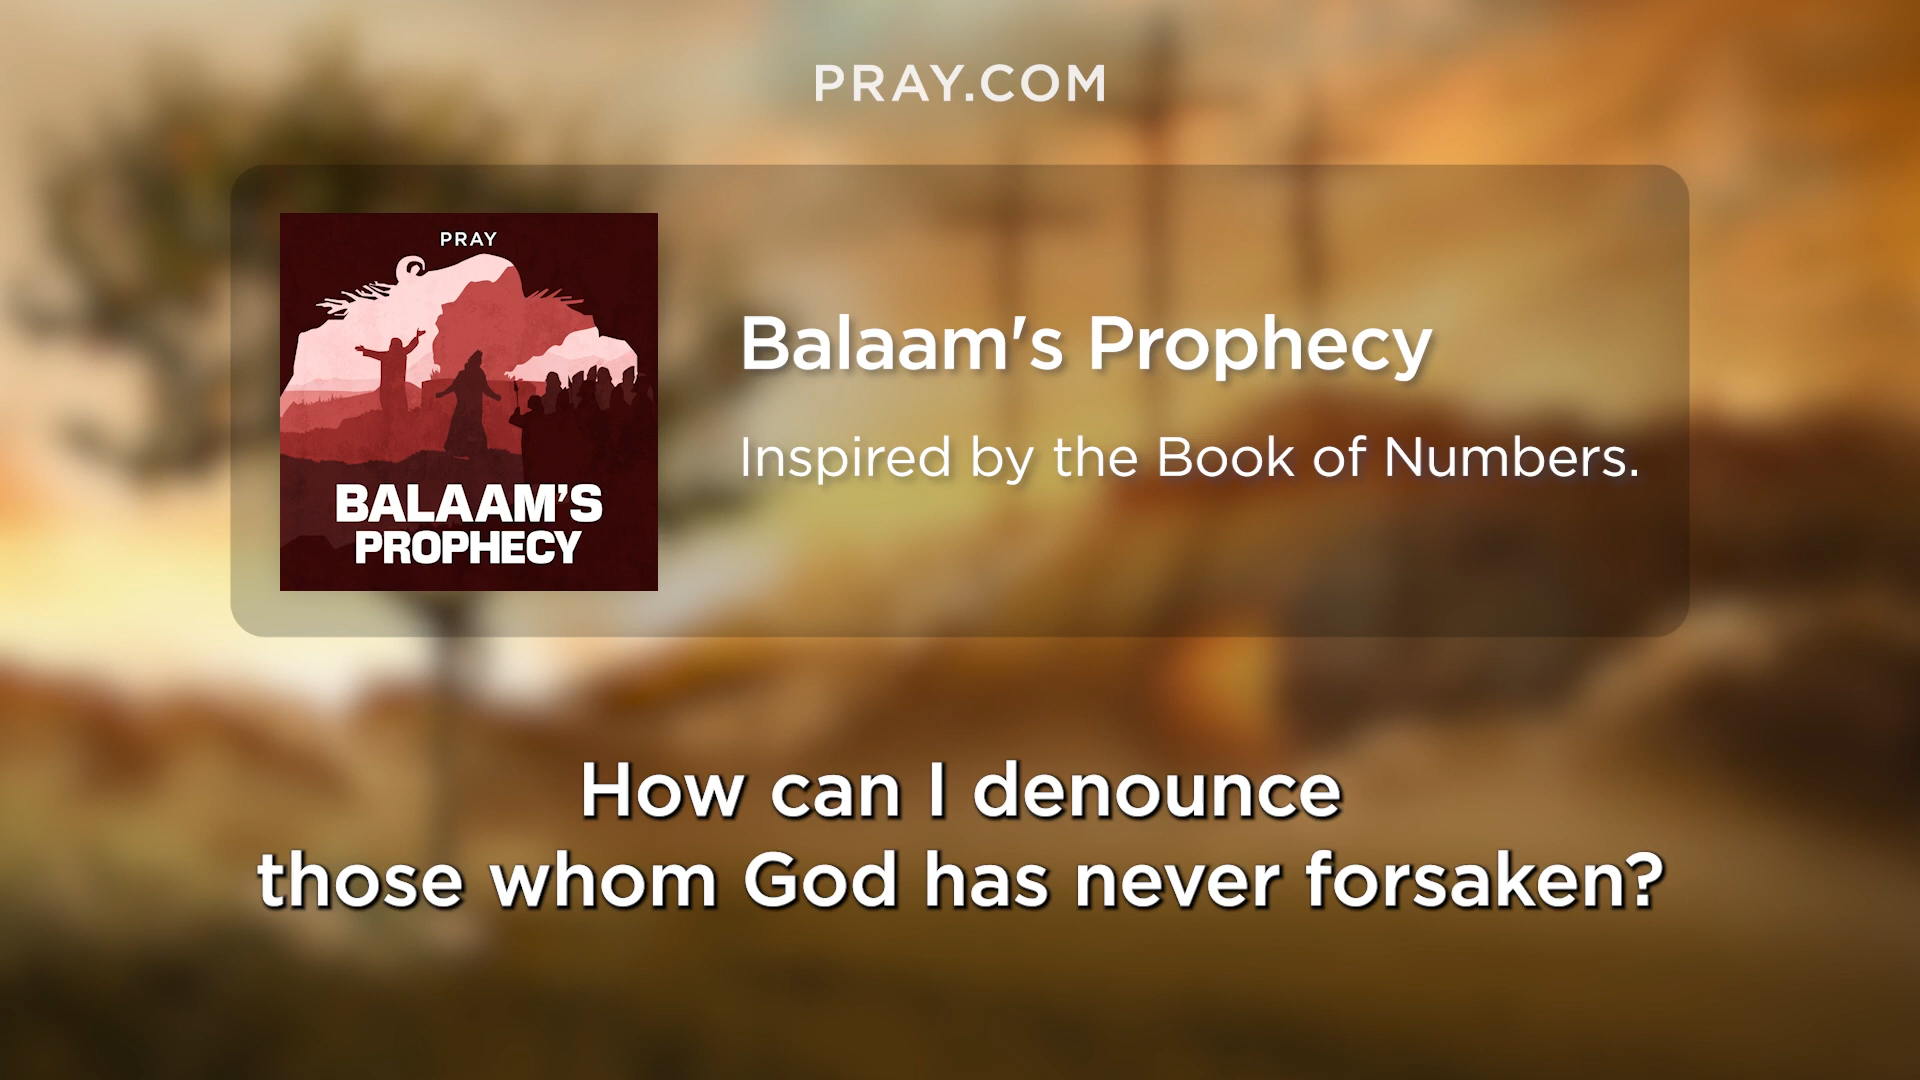 PRAY.COM
PRAY
BALAAM'S
PROPHECY
Balaam's Prophecy
Inspired by the Book of Numbers.
How can I denounce
those whom God has never forsaken?